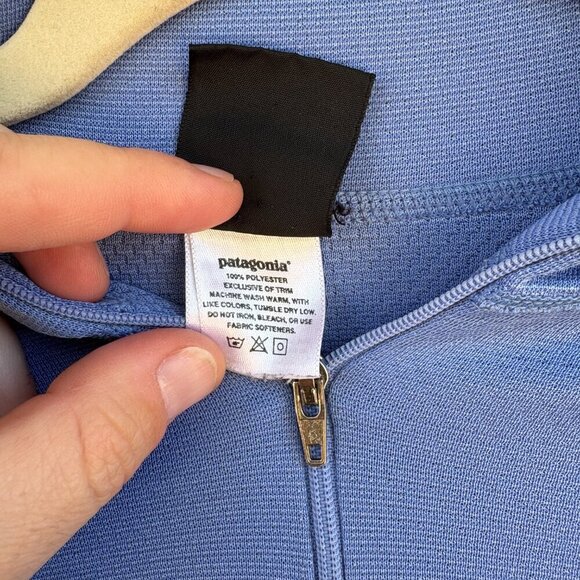 patagonia®
100% POLYESTER
EXCLUSIVE OF TRIM
MACHINE WASH WARM, WITH
LIKE COLORS, TUMBLE DRY LOW.
DO NOT IRON, BLEACH, OR USE
FABRIC SOFTENERS.